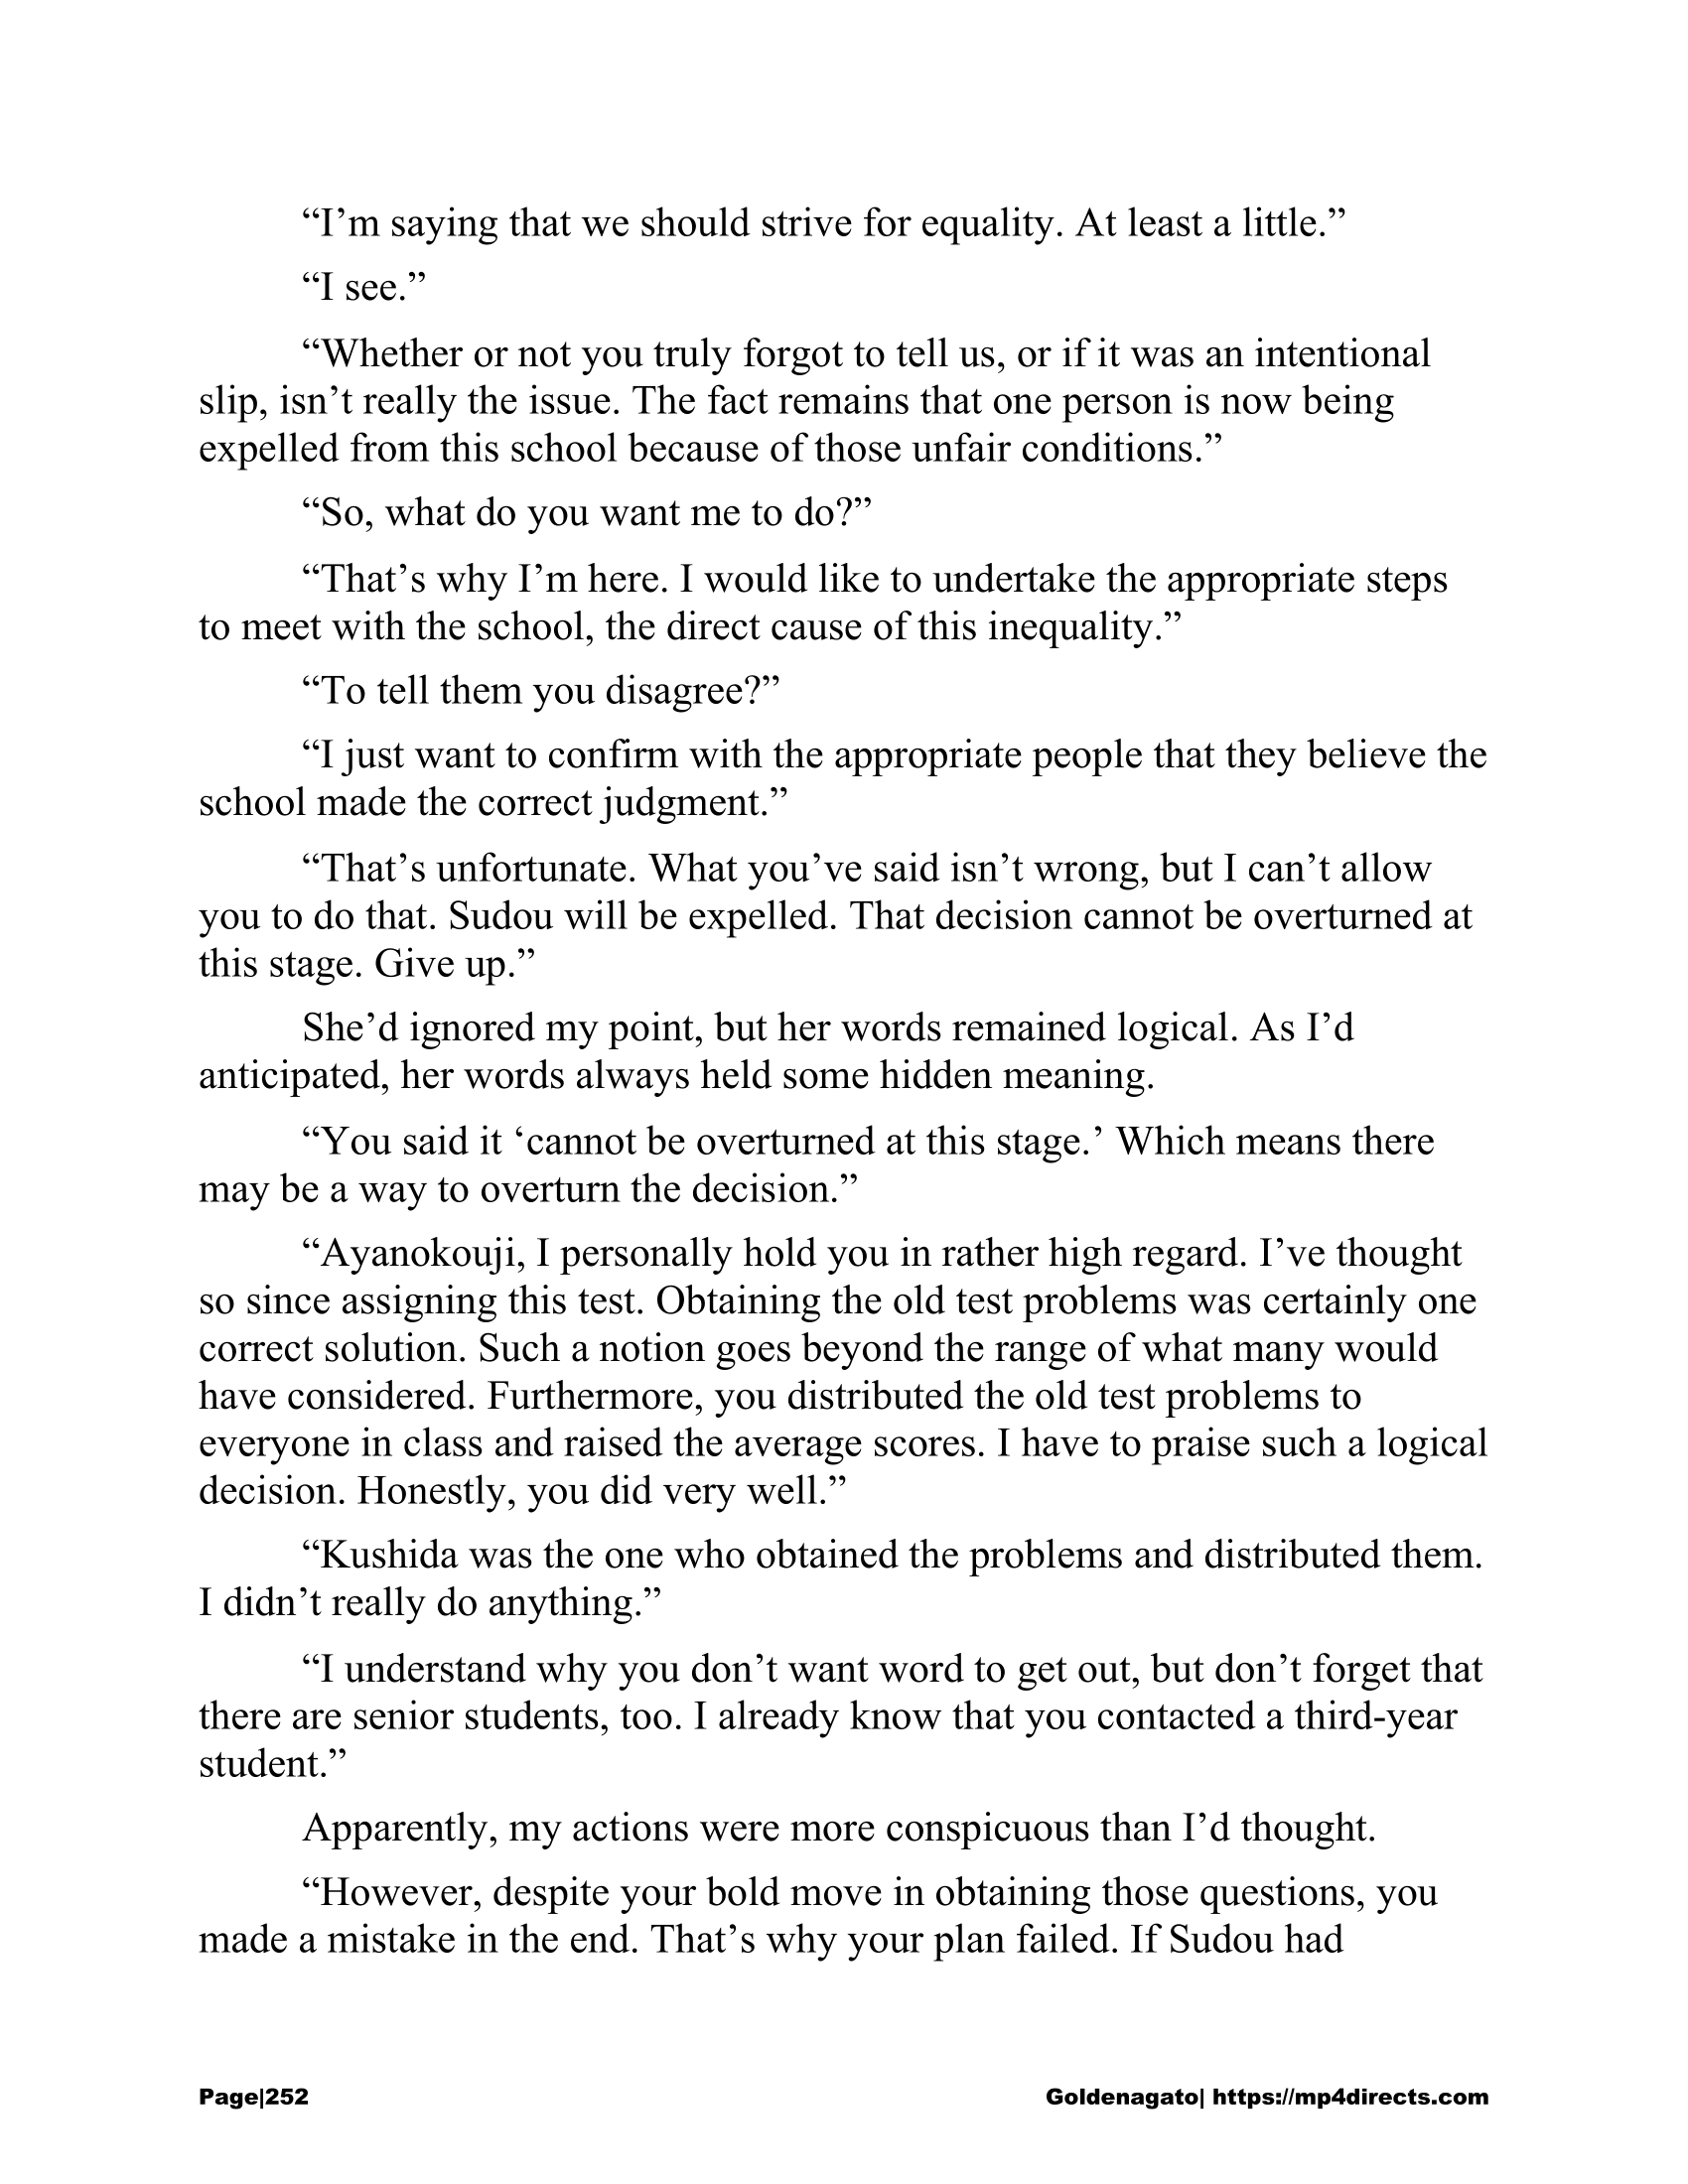 “I’m saying that we should strive for equality. At least a little.”
“I see.”
“Whether or not you truly forgot to tell us, or if it was an intentional
slip, isn’t really the issue. The fact remains that one person is now being
expelled from this school because of those unfair conditions.”
“So, what do you want me to do?”
“That’s why I’m here. I would like to undertake the appropriate steps
to meet with the school, the direct cause of this inequality.”
“To tell them you disagree?”
“I just want to confirm with the appropriate people that they believe the
school made the correct judgment.”
“That’s unfortunate. What you’ve said isn’t wrong, but I can’t allow
you to do that. Sudou will be expelled. That decision cannot be overturned at
this stage. Give up.”
She’d ignored my point, but her words remained logical. As I’d
anticipated, her words always held some hidden meaning.
“You said it ‘cannot be overturned at this stage.’ Which means there
may be a way to overturn the decision.”
“Ayanokouji, I personally hold you in rather high regard. I’ve thought
so since assigning this test. Obtaining the old test problems was certainly one
correct solution. Such a notion goes beyond the range of what many would
have considered. Furthermore, you distributed the old test problems to
everyone in class and raised the average scores. I have to praise such a logical
decision. Honestly, you did very well.”
“Kushida was the one who obtained the problems and distributed them.
I didn’t really do anything.”
“I understand why you don’t want word to get out, but don’t forget that
there are senior students, too. I already know that you contacted a third-year
student.”
Apparently, my actions were more conspicuous than I’d thought.
“However, despite your bold move in obtaining those questions, you
made a mistake in the end. That’s why your plan failed. If Sudou had
Page|252 Goldenagato| https://mp4directs.com